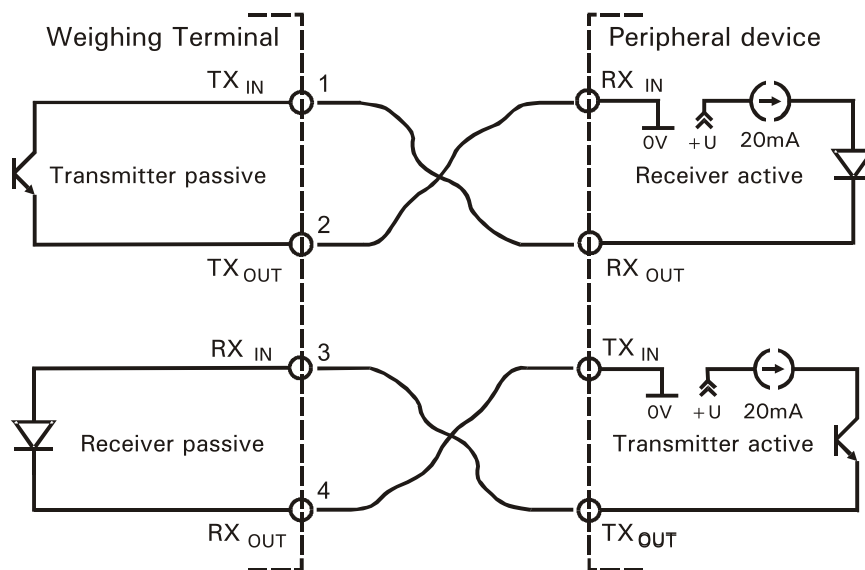 Weighing Terminal
Peripheral device
TX IN
1
RX IN
0V
+U
20mA
Transmitter passive
Receiver active
2
TX OUT
RX OUT
RX IN
3
TX IN
0V
+U
20mA
Receiver passive
Transmitter active
4
RX OUT
TX OUT